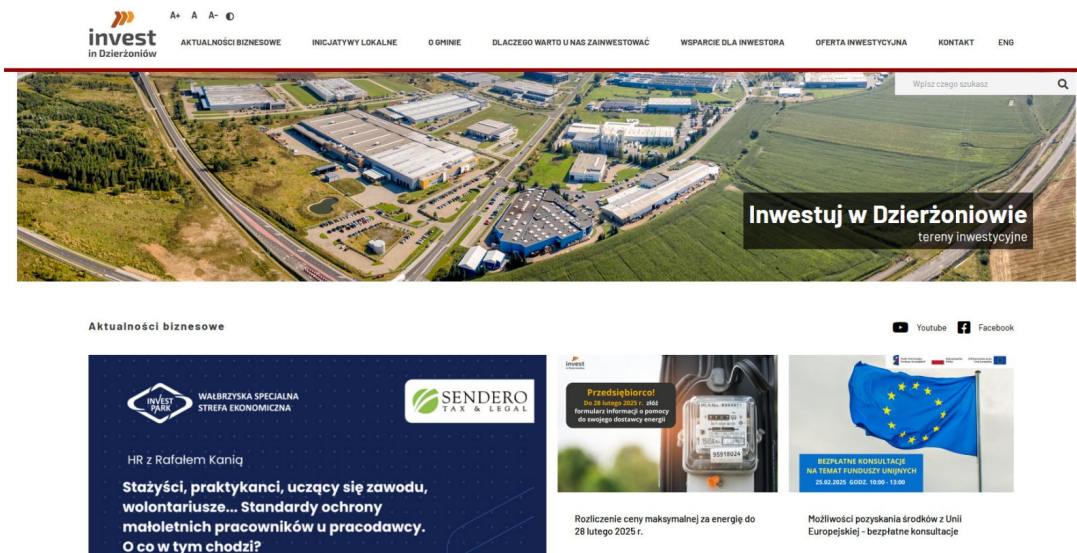 A+ A A-
invest
in Dzierżoniów
AKTUALNOŚCI BIZNESOWE INICJATYWY LOKALNE O GMINIE DLACZEGO WARTO U NAS ZAINWESTOWAĆ WSPARCIE DLA INWESTORA OFERTA INWESTYCYJNA KONTAKT ENG
Wpisz czego szukasz
Inwestuj w Dzierżoniowie
tereny inwestycyjne
Aktualności biznesowe
Youtube Facebook
INVEST
PARK
WAŁBRZYSKA SPECJALNA
STREFA EKONOMICZNA
SENDERO
TAX & LEGAL
HR z Rafałem Kanią
Stażyści, praktykanci, uczący się zawodu,
wolontariusze... Standardy ochrony
małoletnich pracowników u pracodawcy.
O co w tym chodzi?
invest
Przedsiębiorco!
Do 28 lutego 2025 r. złóż
formularz informacji o pomocy
do swojego dostawcy energii
95918024
Rozliczenie ceny maksymalnej za energię do
28 lutego 2025 r.
BEZPŁATNE KONSULTACJE
NA TEMAT FUNDUSZY UNIJNYCH
25.02.2025 GODZ. 10:00 - 13:00
Możliwości pozyskania środków z Unii
Europejskiej – bezpłatne konsultacje